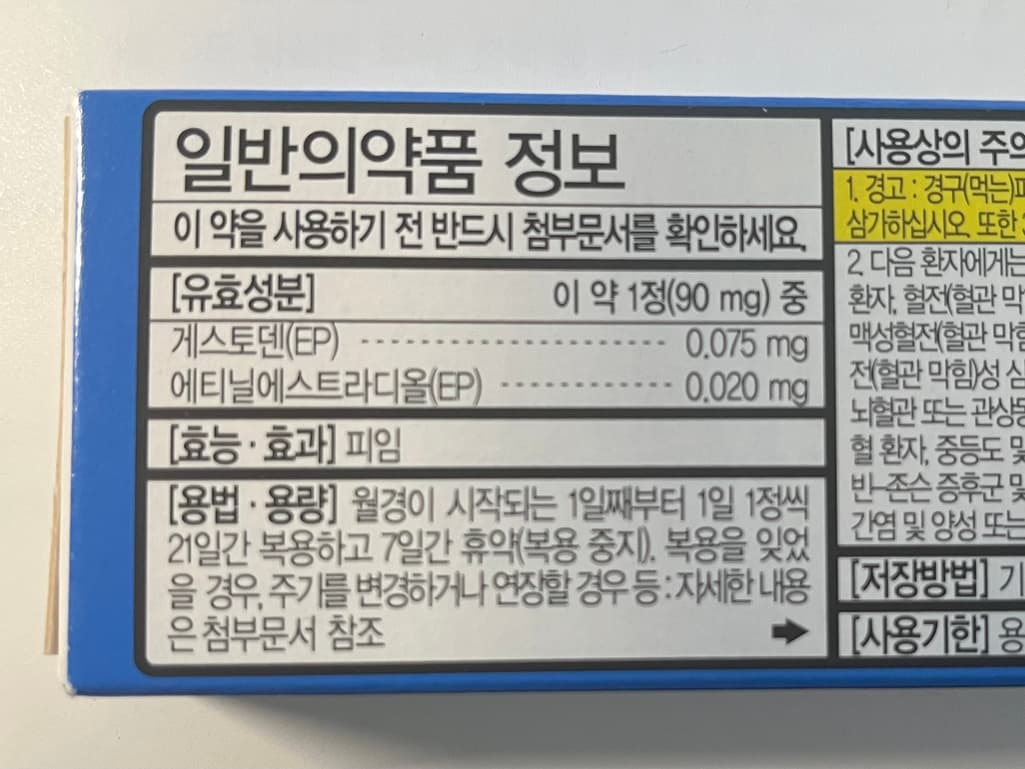 일반의약품 정보
이 약을 사용하기 전 반드시 첨부문서를 확인하세요.
[유효성분] 이 약 1정(90 mg) 중
게스토덴(EP) ---------------------- 0.075 mg
에티닐에스트라디올(EP) ------------ 0.020 mg
[효능·효과] 피임
[용법·용량] 월경이 시작되는 1일째부터 1일 1정씩
21일간 복용하고 7일간 휴약(복용 중지). 복용을 잊었
을 경우, 주기를 변경하거나 연장할 경우 등 : 자세한 내용
은 첨부문서 참조
[사용상의 주의
1. 경고 : 경구(먹는)
삼가하십시오. 또한
2. 다음 환자에게는
환자, 혈전(혈관 막
맥성혈전(혈관 막힘
전(혈관 막힘)성 심
뇌혈관 또는 관상동
혈 환자, 중등도 및
빈-존슨 증후군 및
간염 및 양성 또는
[저장방법] 기
[사용기한] 용